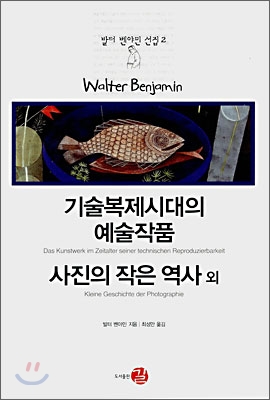 발터 벤야민 선집 2
Walter Benjamin
기술복제시대의
예술작품
Das Kunstwerk im Zeitalter seiner technischen Reproduzierbarkeit
사진의 작은 역사 외
Kleine Geschichte der Photographie
발터 벤야민 지음 | 최성만 옮김
도서출판 길
yes